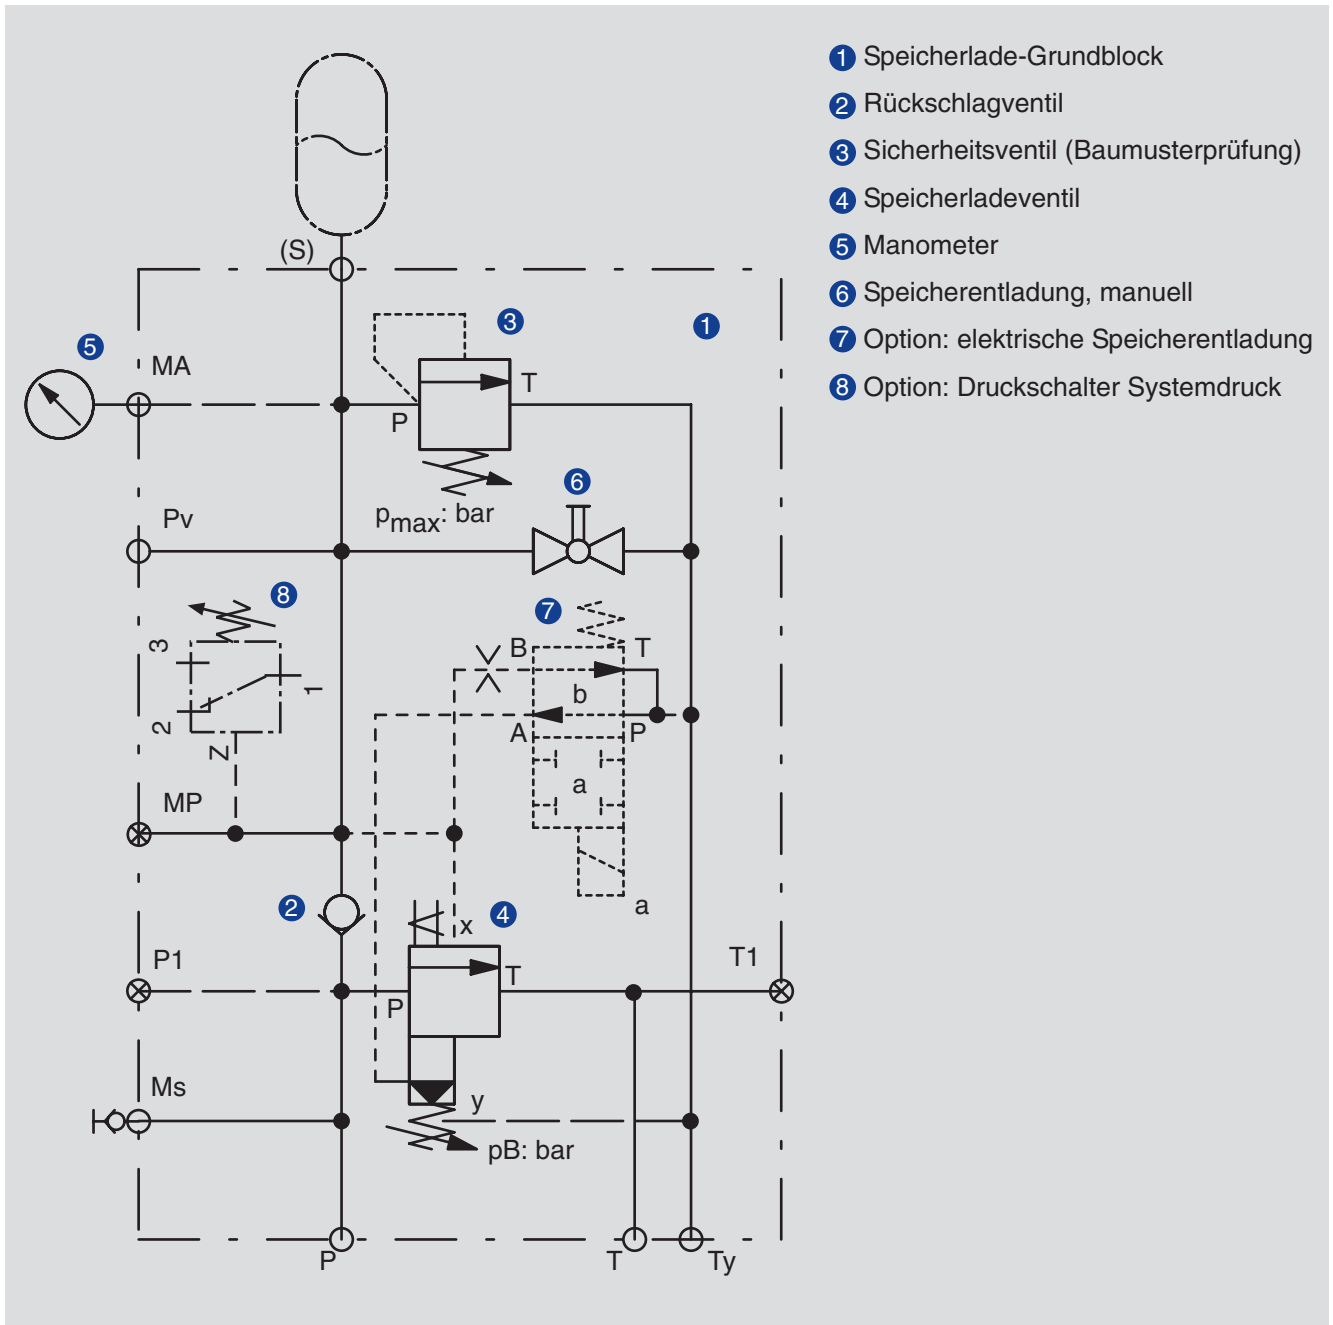 1 Speicherlade-Grundblock
2 Rückschlagventil
3 Sicherheitsventil (Baumusterprüfung)
4 Speicherladeventil
5 Manometer
6 Speicherentladung, manuell
7 Option: elektrische Speicherentladung
8 Option: Druckschalter Systemdruck
(S)
3
1
5
MA
T
P
6
Pv
pmax: bar
8
7
B
T
3
1
b
2
A
P
Z
a
MP
a
2
4
x
P1
T1
T
P
Ms
y
pB: bar
P
T
Ty